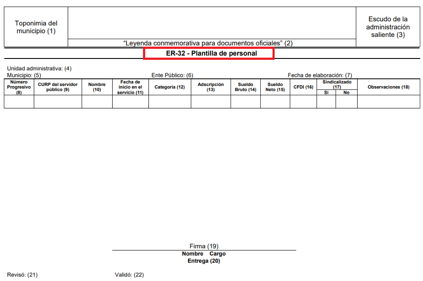 Toponimia del
municipio (1)
Escudo de la
administración
saliente (3)
"Leyenda conmemorativa para documentos oficiales" (2)
ER-32 - Plantilla de personal
Unidad administrativa: (4)
Municipio: (5) Ente Público: (6) Fecha de elaboración: (7)
Número Progresivo (8) CURP del servidor público (9) Nombre (10) Fecha de inicio en el servicio (11) Categoría (12) Adscripción (13) Sueldo Bruto (14) Sueldo Neto (15) CFDI (16) Sindicalizado (17) Observaciones (18)
Sí No
Firma (19)
Nombre Cargo
Entrega (20)
Revisó: (21) Validó: (22)